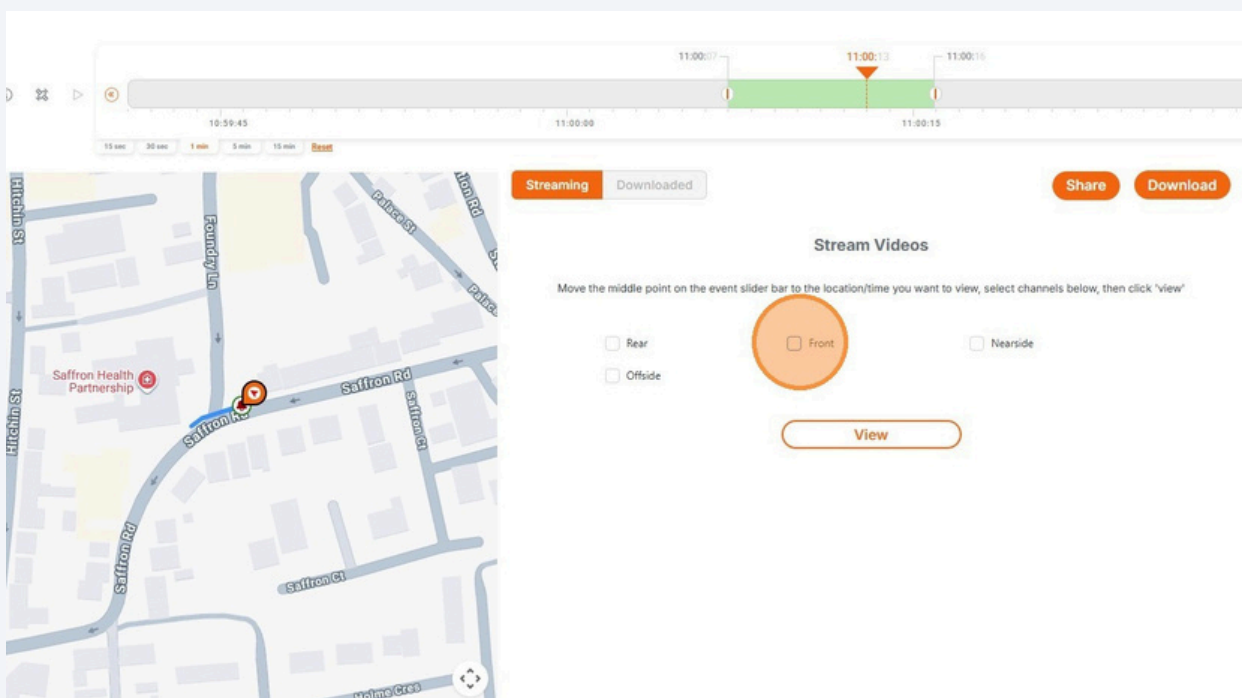 11:00:07
11:00:13
11:00:16
10:59:45
11:00:00
11:00:15
15 sec
30 sec
1 min
5 min
15 min
Reset
Streaming
Downloaded
Share
Download
Stream Videos
Move the middle point on the event slider bar to the location/time you want to view, select channels below, then click 'view'
Rear
Front
Nearside
Offside
View
Hitchin St
Foundry Ln
Palace St
Palace
Saffron Health
Partnership
Saffron Rd
Saffron Rd
Saffron Ct
Hitchin St
Saffron Rd
Saffron Ct
Holme Cres